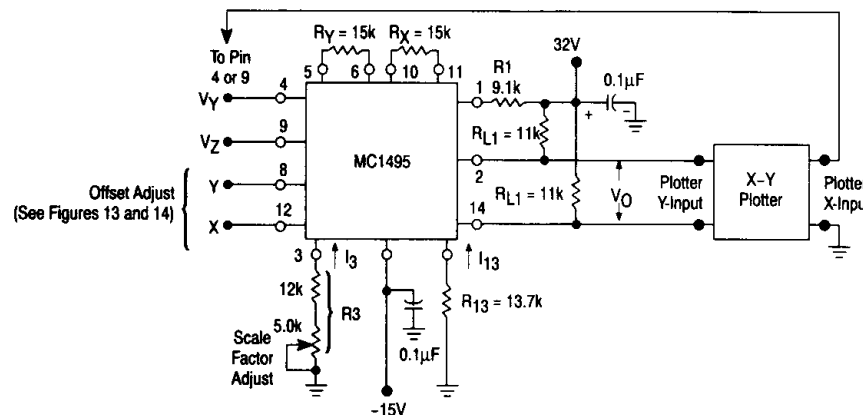 To Pin
4 or 9
RY = 15k
RX = 15k
5
6
10
11
32V
R1
9.1k
0.1µF
+
–
VY
4
1
VZ
9
RL1 = 11k
MC1495
2
Y
8
Offset Adjust
(See Figures 13 and 14)
X
12
RL1 = 11k
14
VO
Plotter
Y-Input
X–Y
Plotter
Plotter
X-Inpu
3
I3
I13
12k
R3
5.0k
Scale
Factor
Adjust
0.1µF
R13 = 13.7k
–15V